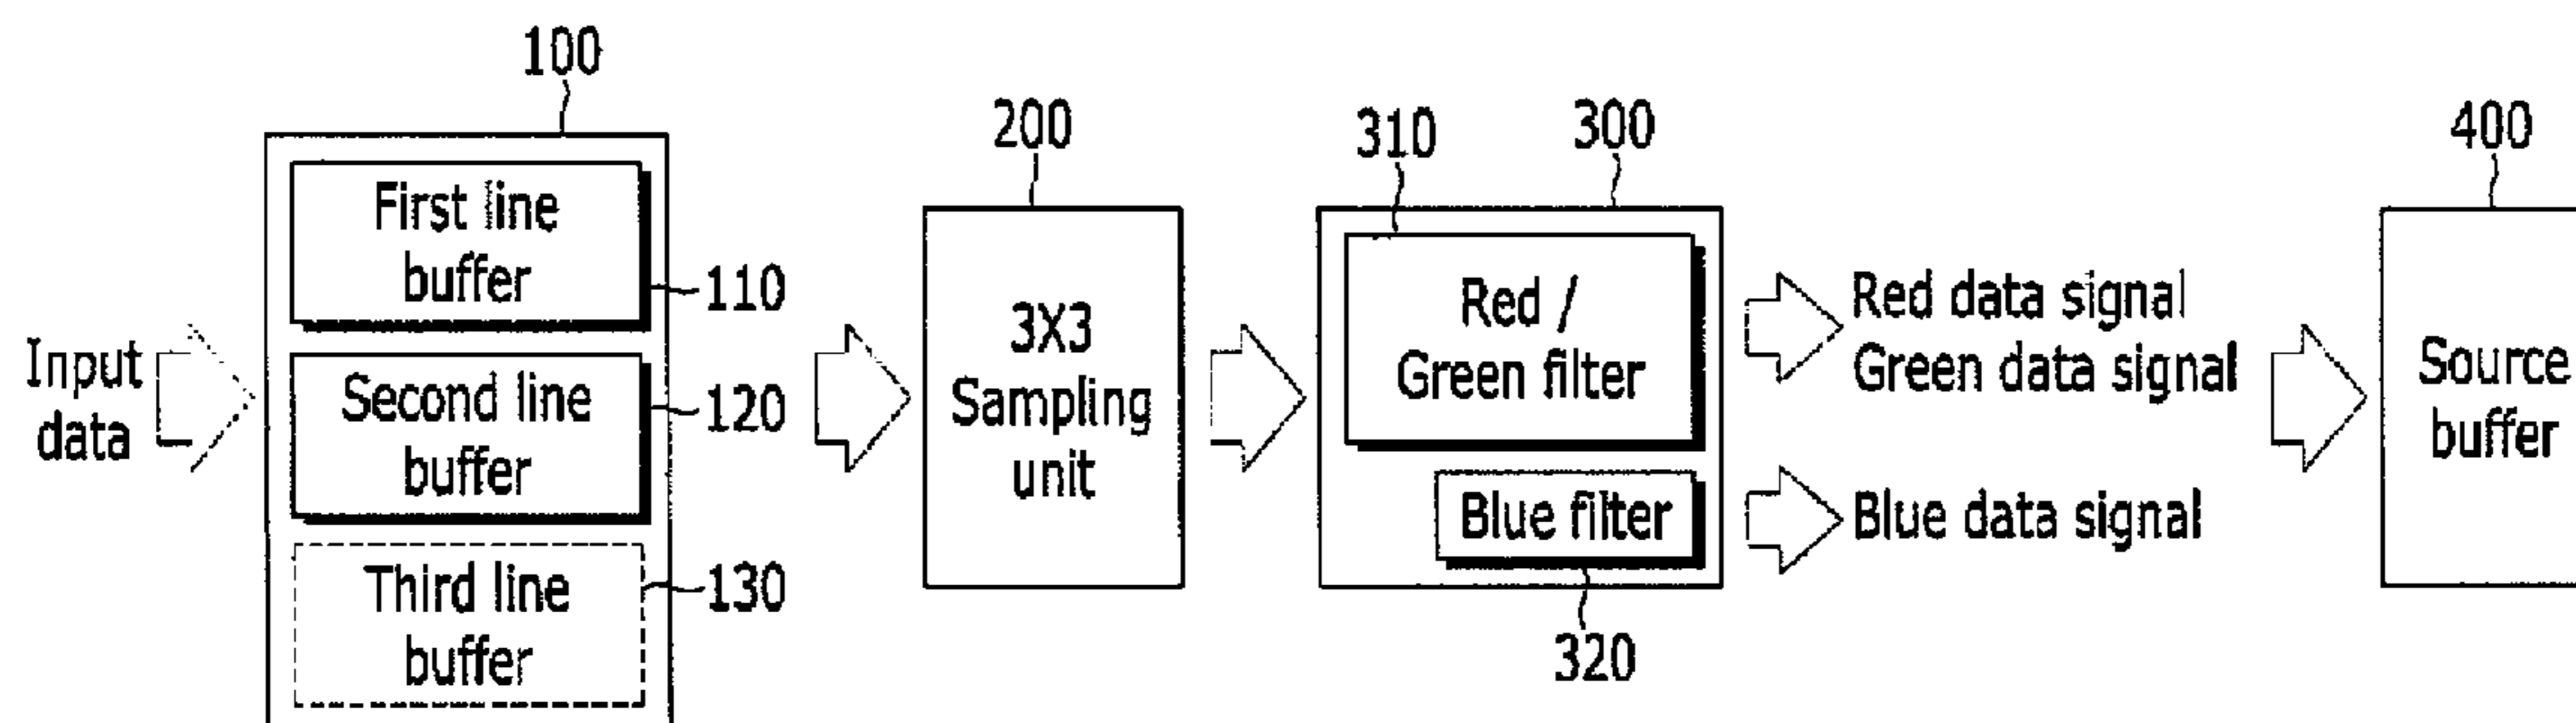 100
First line
buffer
110
Input
data
Second line
buffer
120
Third line
buffer
130
200
3X3
Sampling
unit
310
300
Red /
Green filter
Blue filter
320
Red data signal
Green data signal
Blue data signal
400
Source
buffer